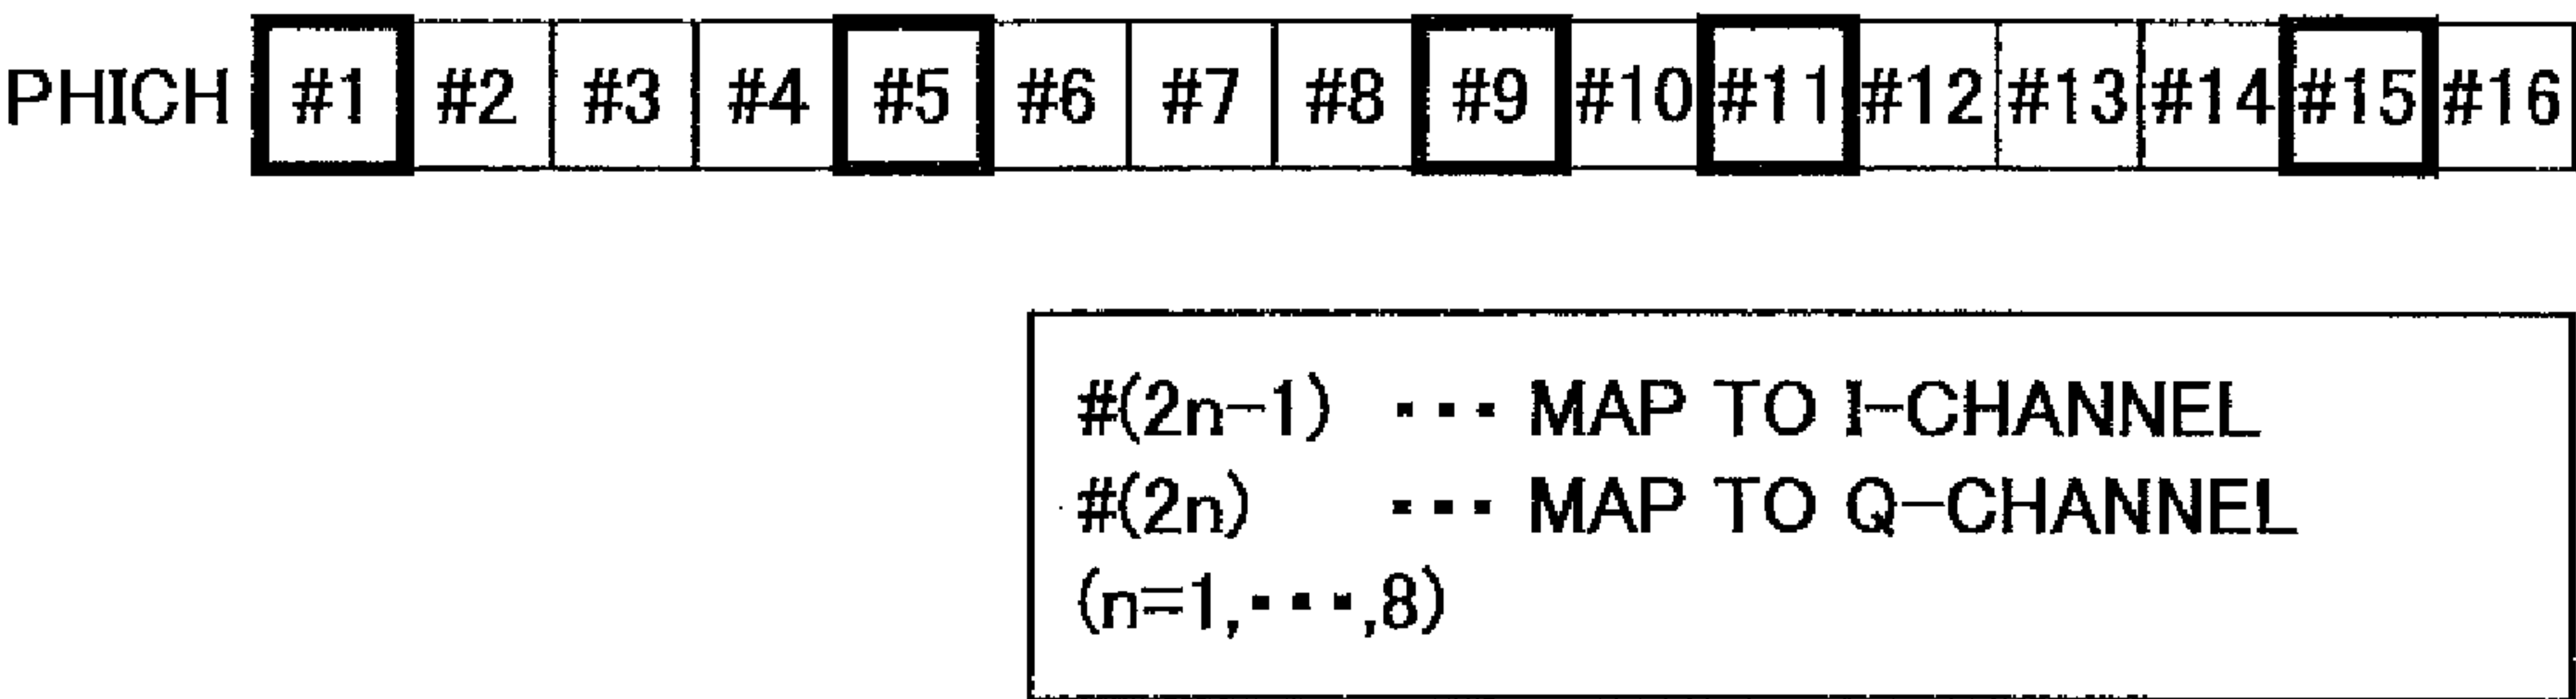 PHICH #1 #2 #3 #4 #5 #6 #7 #8 #9 #10 #11 #12 #13 #14 #15 #16
#(2n-1) ・・・ MAP TO I-CHANNEL
#(2n) ・・・ MAP TO Q-CHANNEL
(n=1,・・・,8)